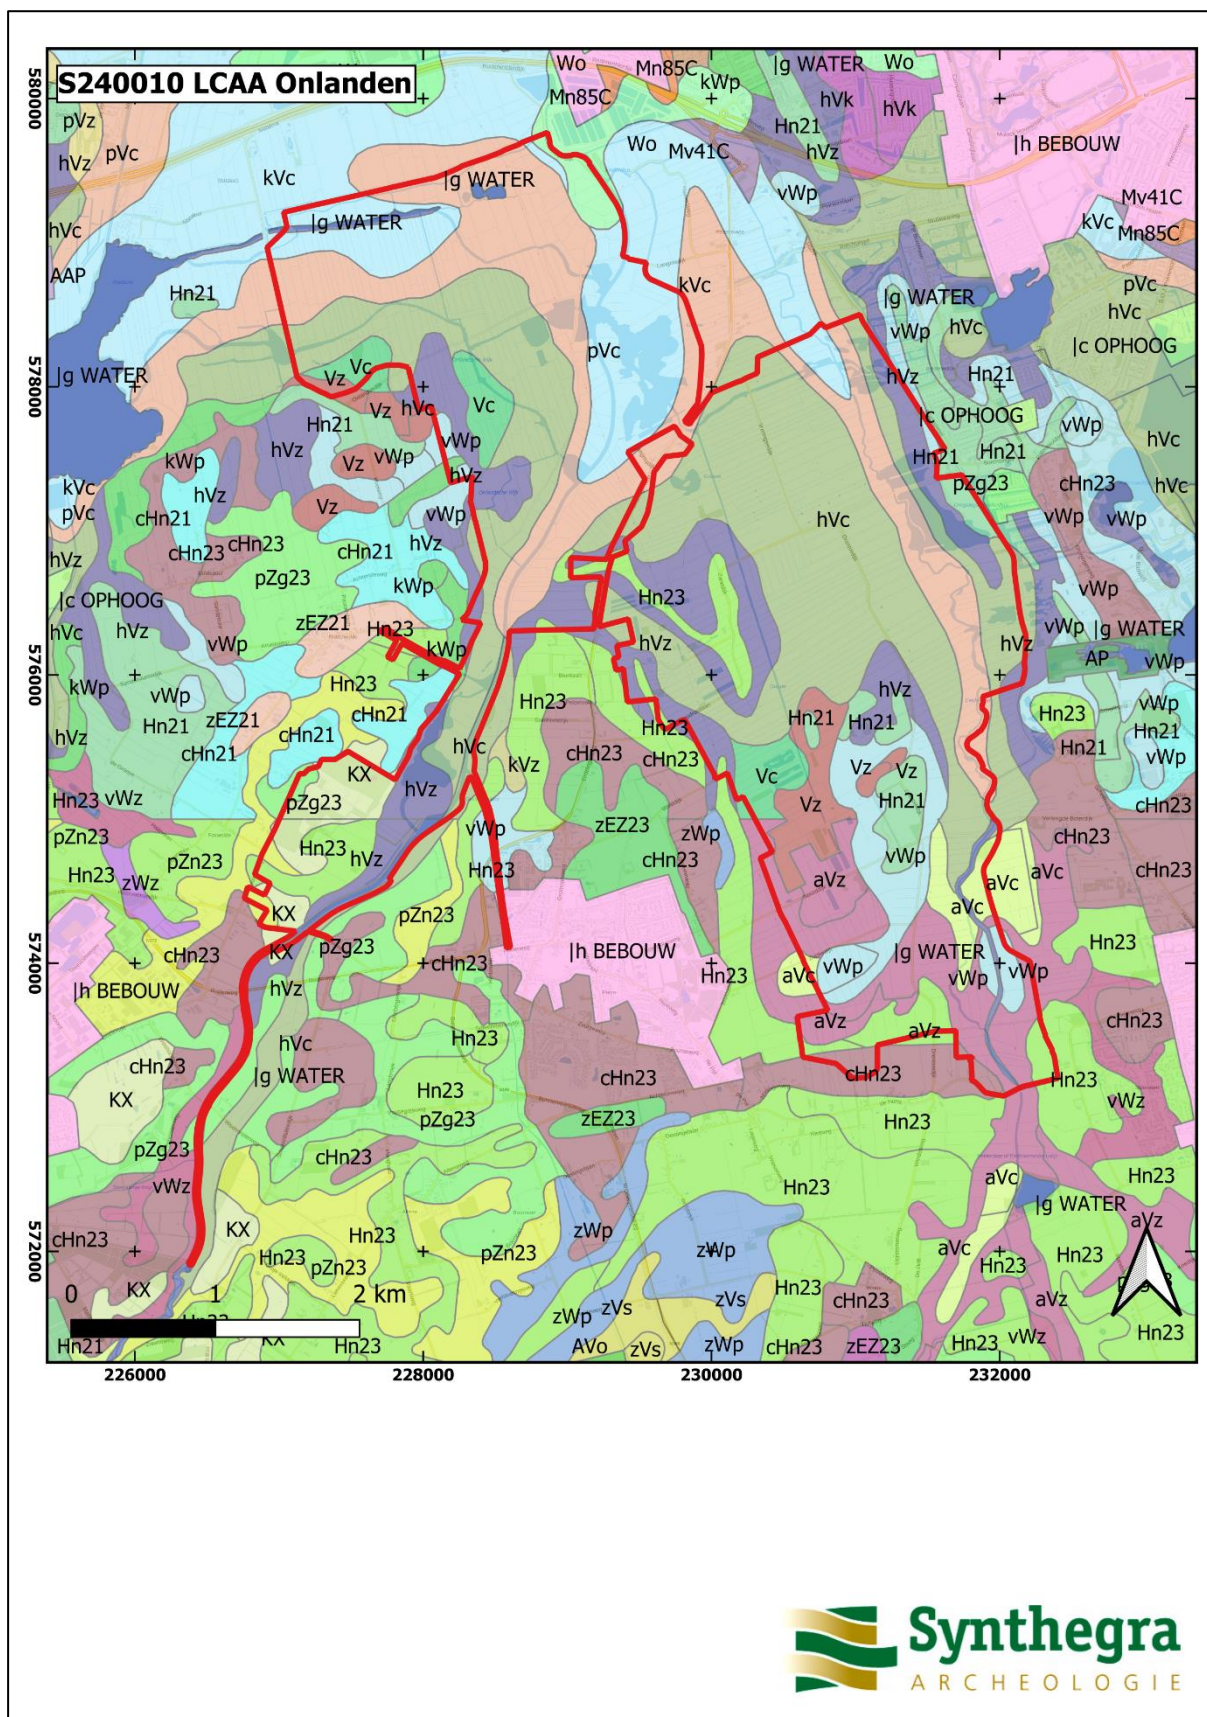 S240010 LCAA Onlanden
Wo
Mn85C
|g WATER
Wo
Mn85C
kWp
hVk
hVk
pVz
pVc
Hn21
hVz
hVz
Wo
Mv41C
|h BEBOUW
kVc
|g WATER
vWp
Mv41C
hVc
|g WATER
kVc
Mn85C
AAP
Hn21
kVc
pVc
|g WATER
hVc
vWp
hVc
pVc
|c OPHOOG
|g WATER
Vz
Vc
hVz
Hn21
Vz
hVc
Vc
|c OPHOOG
Hn21
vWp
vWp
hVc
kWp
hVz
Vz
vWp
hVz
Hn21
Hn21
kVc
hVz
pZg23
cHn23
hVc
pVc
cHn21
Vz
vWp
hVc
vWp
vWp
hVz
cHn23
cHn23
cHn21
hVz
pZg23
kWp
vWp
|c OPHOOG
Hn23
hVc
hVz
zEZ21
Hn23
vWp
|g WATER
vWp
kWp
hVz
hVz
AP
vWp
kWp
vWp
Hn23
hVz
vWp
Hn21
zEZ21
cHn21
Hn23
Hn23
Hn21
Hn21
Hn23
Hn21
hVz
cHn21
cHn21
hVc
cHn23
cHn23
Hn21
vWp
KX
kVz
Vc
Vz
Vz
Hn23
vWz
pZg23
hVz
Vz
Hn21
cHn23
pZn23
vWp
zEZ23
zWp
cHn23
pZn23
Hn23
cHn23
vWp
Hn23
zWz
hVz
Hn23
aVz
aVc
aVc
cHn23
KX
pZn23
aVc
cHn23
KX
pZg23
|h BEBOUW
|g WATER
Hn23
|h BEBOUW
cHn23
Hn23
aVc
vWp
vWp
vWp
hVz
aVz
aVz
cHn23
hVc
Hn23
cHn23
|g WATER
cHn23
cHn23
Hn23
KX
Hn23
vWz
pZg23
zEZ23
Hn23
pZg23
cHn23
vWz
Hn23
aVc
Hn23
|g WATER
KX
Hn23
aVz
cHn23
Hn23
pZn23
zWp
zWp
aVc
Hn23
Hn23
pZn23
KX
Hn23
zVs
zVs
cHn23
aVz
zWp
Hn21
KX
Hn23
AVo
zVs
zWp
cHn23
zEZ23
Hn23
vWz
Hn23
0 1 2 km
580000
578000
576000
574000
572000
226000 228000 230000 232000
Synthegra
ARCHEOLOGIE